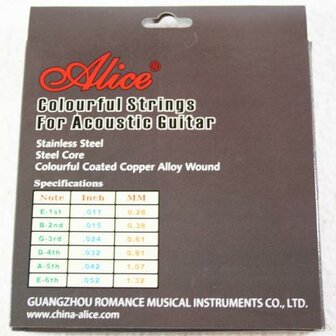 Alice®
Colourful Strings
For Acoustic Guitar
Stainless Steel
Steel Core
Colourful Coated Copper Alloy Wound
Specifications
Note Inch MM
E-1st .011 0.28
B-2nd .015 0.38
G-3rd .024 0.61
D-4th .032 0.81
A-5th .042 1.07
E-6th .052 1.32
GUANGZHOU ROMANCE MUSICAL INSTRUMENTS CO., LTD.
www.china-alice.com